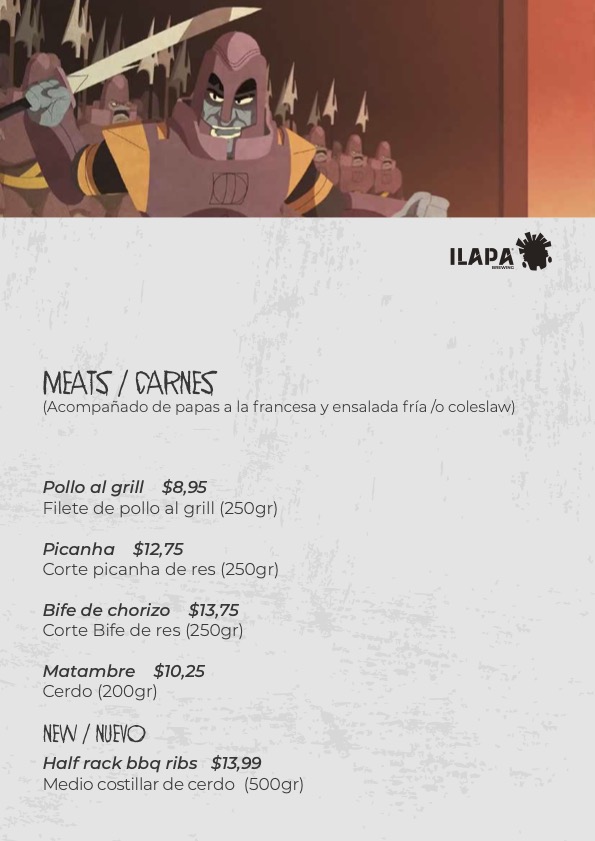 ILAPA
BREWING
MEATS / CARNES
(Acompañado de papas a la francesa y ensalada fría /o coleslaw)
Pollo al grill $8,95
Filete de pollo al grill (250gr)
Picanha $12,75
Corte picanha de res (250gr)
Bife de chorizo $13,75
Corte Bife de res (250gr)
Matambre $10,25
Cerdo (200gr)
NEW / NUEVO
Half rack bbq ribs $13,99
Medio costillar de cerdo (500gr)